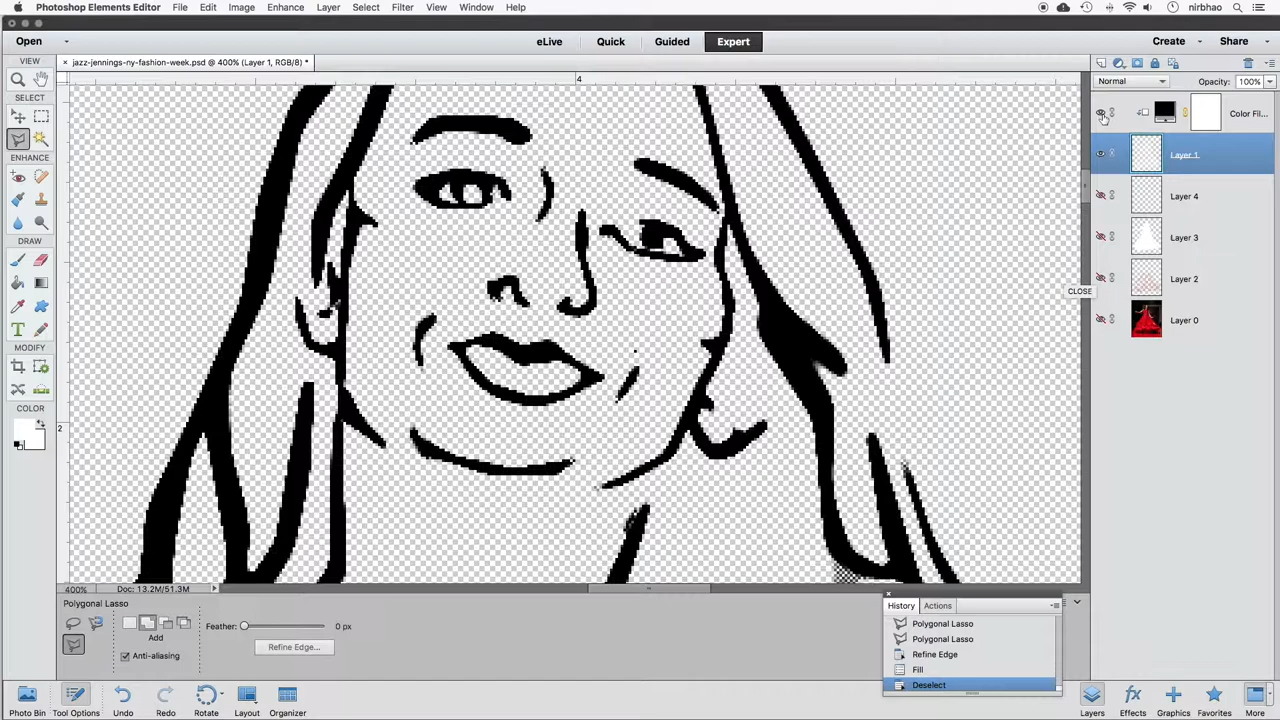 Photoshop Elements Editor File Edit Image Enhance Layer Select Filter View Window Help nirbhao
Open eLive Quick Guided Expert Create Share
VIEW
× jazz-jennings-ny-fashion-week.psd @ 400% (Layer 1, RGB/8) *
4
SELECT
Normal Opacity: 100%
Color Fil...
Layer 1
ENHANCE
Layer 4
DRAW
Layer 3
Layer 2
CLOSE
T
Layer 0
MODIFY
COLOR
2
400% Doc: 13.2M/51.3M
Polygonal Lasso
History Actions
Add
Feather: 0 px
Refine Edge...
Anti-aliasing
Polygonal Lasso
Polygonal Lasso
Refine Edge
Fill
Deselect
fx
Photo Bin Tool Options Undo Redo Rotate Layout Organizer Layers Effects Graphics Favorites More